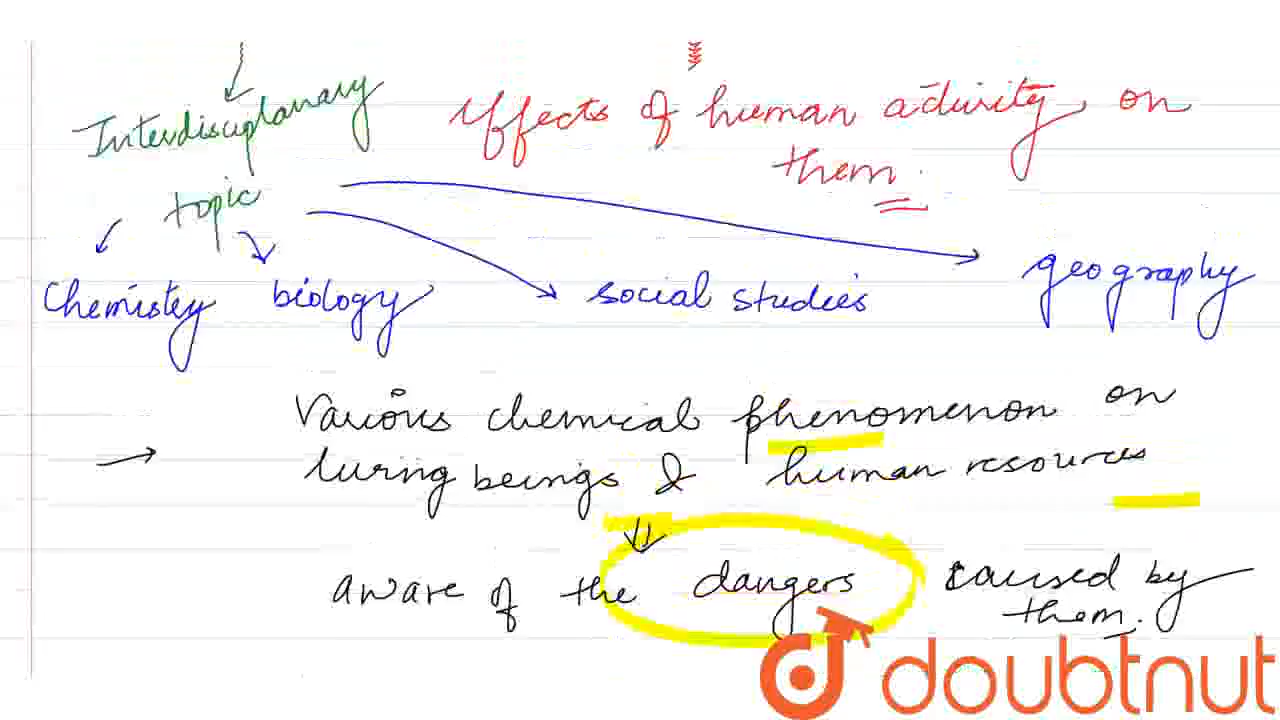 Interdisciplanary
topic
Effects of human activity, on
them.
Chemistry biology social studies geography
Various chemical phenomenon on
living beings & human resources
aware of the dangers caused by
them.
doubtnut